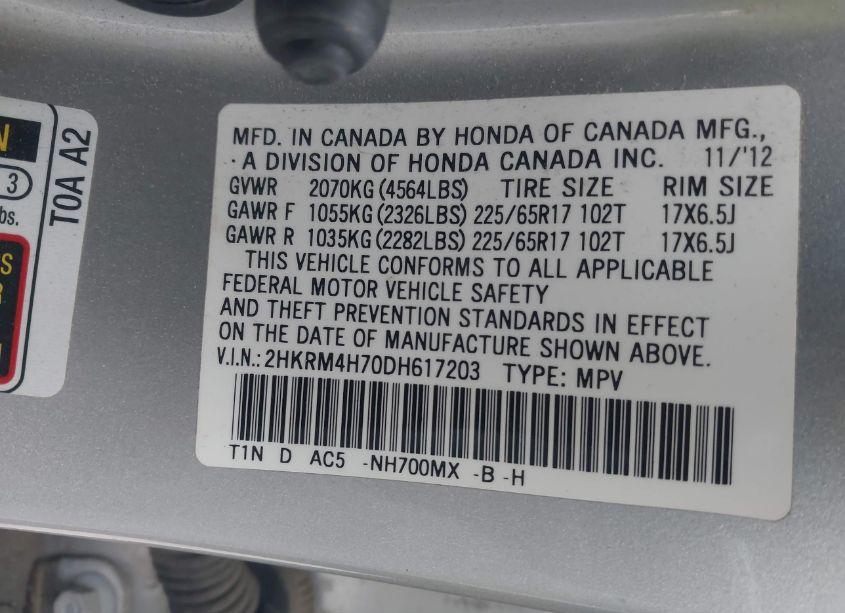 N
3
bs.
S
R
T0A A2
MFD. IN CANADA BY HONDA OF CANADA MFG.,
A DIVISION OF HONDA CANADA INC. 11/'12
GVWR 2070KG (4564LBS) TIRE SIZE RIM SIZE
GAWR F 1055KG (2326LBS) 225/65R17 102T 17X6.5J
GAWR R 1035KG (2282LBS) 225/65R17 102T 17X6.5J
THIS VEHICLE CONFORMS TO ALL APPLICABLE
FEDERAL MOTOR VEHICLE SAFETY
AND THEFT PREVENTION STANDARDS IN EFFECT
ON THE DATE OF MANUFACTURE SHOWN ABOVE.
V.I.N.: 2HKRM4H70DH617203 TYPE: MPV
T1N D AC5 -NH700MX -B -H